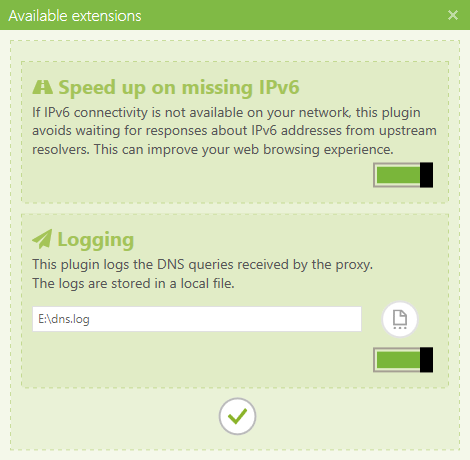 Available extensions
Speed up on missing IPv6
If IPv6 connectivity is not available on your network, this plugin
avoids waiting for responses about IPv6 addresses from upstream
resolvers. This can improve your web browsing experience.
Logging
This plugin logs the DNS queries received by the proxy.
The logs are stored in a local file.
E:\dns.log